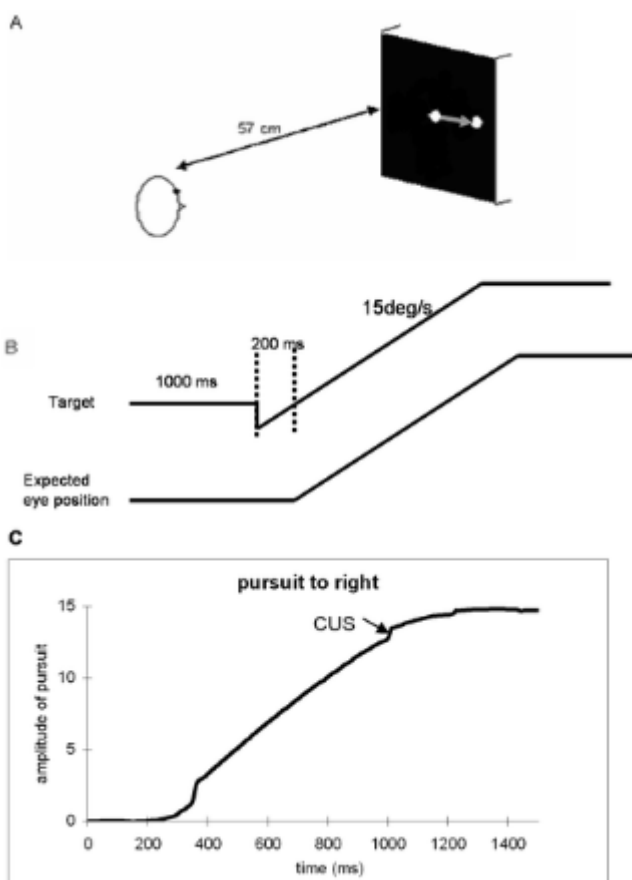 A
57 cm
B
15deg/s
200 ms
1000 ms
Target
Expected
eye position
C
pursuit to right
CUS
amplitude of pursuit
15
10
5
0
0 200 400 600 800 1000 1200 1400
time (ms)